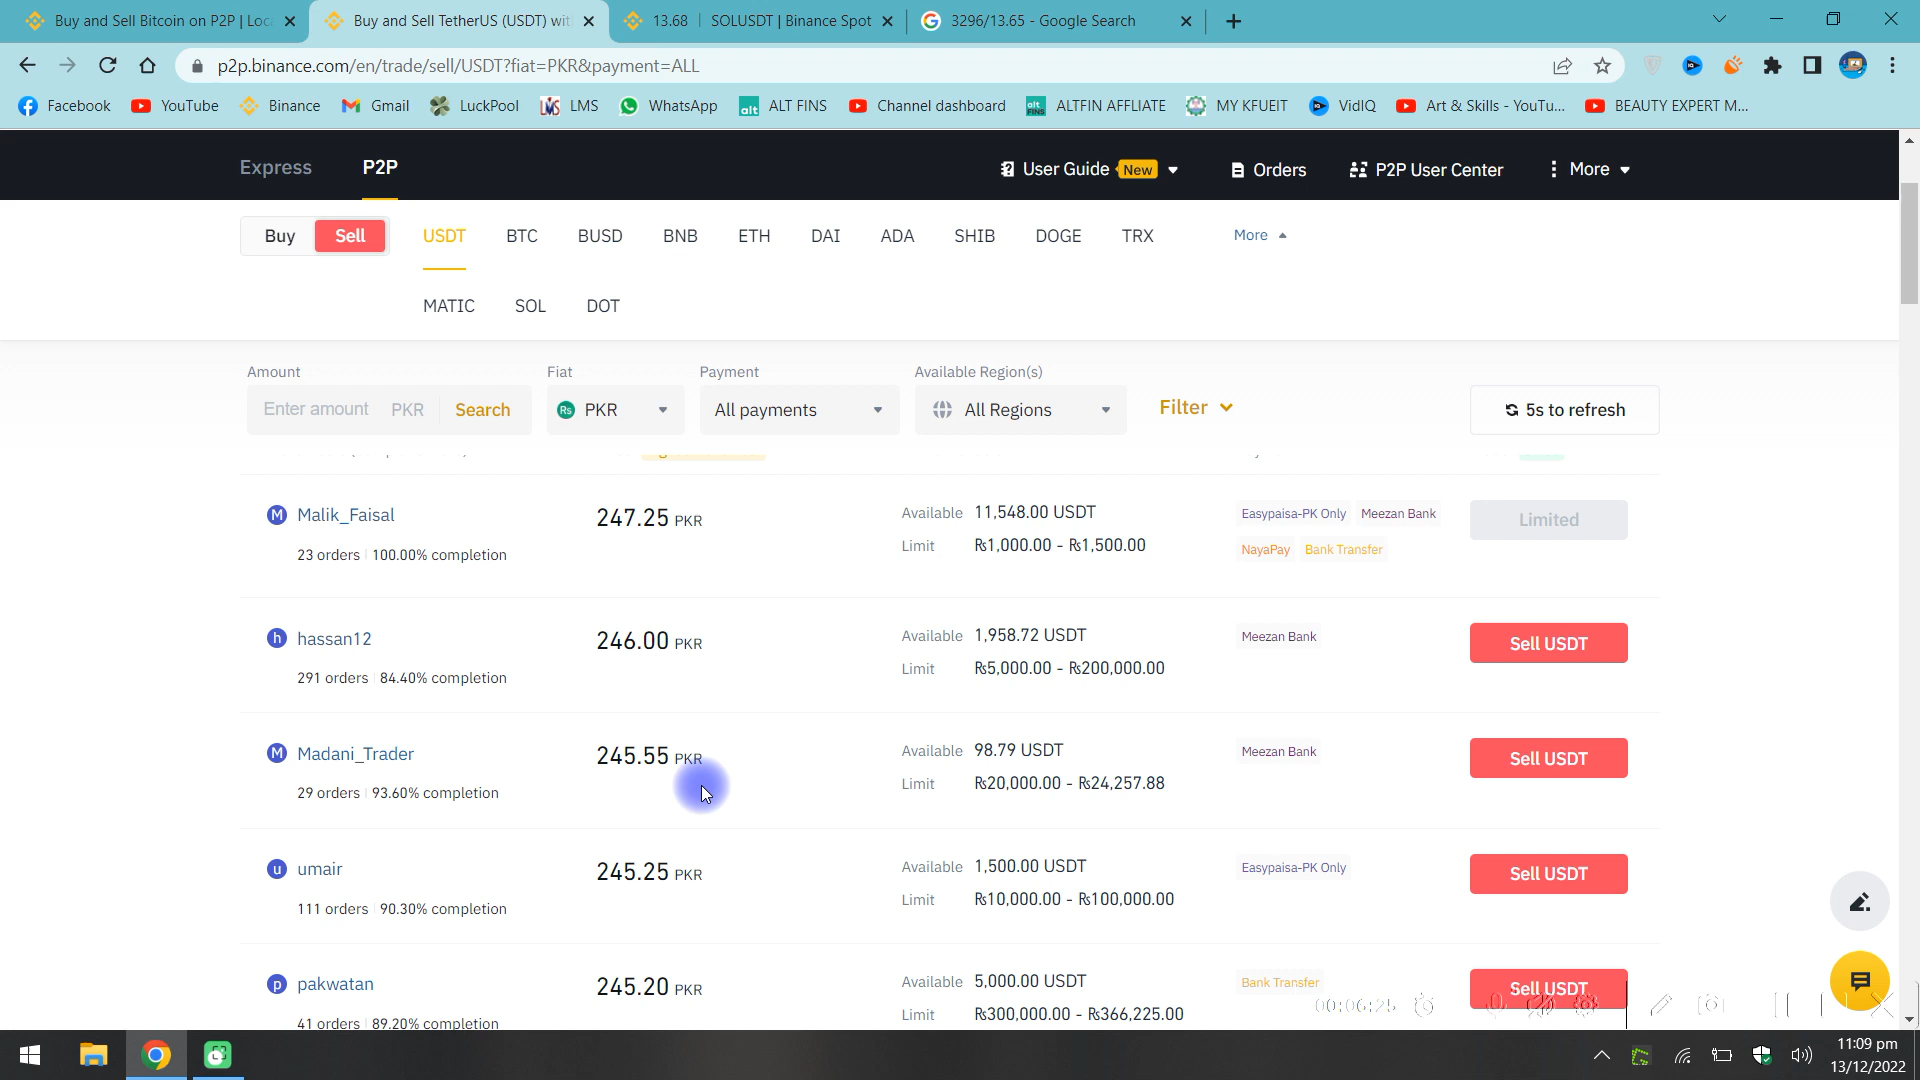 Buy and Sell Bitcoin on P2P | Loc
Buy and Sell TetherUS (USDT) wit
13.68 | SOLUSDT | Binance Spot
3296/13.65 - Google Search
p2p.binance.com/en/trade/sell/USDT?fiat=PKR&payment=ALL
Facebook YouTube Binance Gmail LuckPool LMS WhatsApp ALT FINS Channel dashboard ALTFIN AFFLIATE MY KFUEIT VidIQ Art & Skills - YouTu... BEAUTY EXPERT M...
Express P2P User Guide New Orders P2P User Center More
Buy Sell USDT BTC BUSD BNB ETH DAI ADA SHIB DOGE TRX More
MATIC SOL DOT
Amount Fiat Payment Available Region(s)
Enter amount PKR Search Rs PKR All payments All Regions Filter 5s to refresh
M Malik_Faisal 247.25 PKR Available 11,548.00 USDT Easypaisa-PK Only Meezan Bank Limited
23 orders | 100.00% completion Limit ₨1,000.00 - ₨1,500.00 NayaPay Bank Transfer
h hassan12 246.00 PKR Available 1,958.72 USDT Meezan Bank Sell USDT
291 orders | 84.40% completion Limit ₨5,000.00 - ₨200,000.00
M Madani_Trader 245.55 PKR Available 98.79 USDT Meezan Bank Sell USDT
29 orders | 93.60% completion Limit ₨20,000.00 - ₨24,257.88
u umair 245.25 PKR Available 1,500.00 USDT Easypaisa-PK Only Sell USDT
111 orders | 90.30% completion Limit ₨10,000.00 - ₨100,000.00
p pakwatan 245.20 PKR Available 5,000.00 USDT Bank Transfer Sell USDT
41 orders | 89.20% completion Limit ₨300,000.00 - ₨366,225.00
00:06:25
11:09 pm
13/12/2022